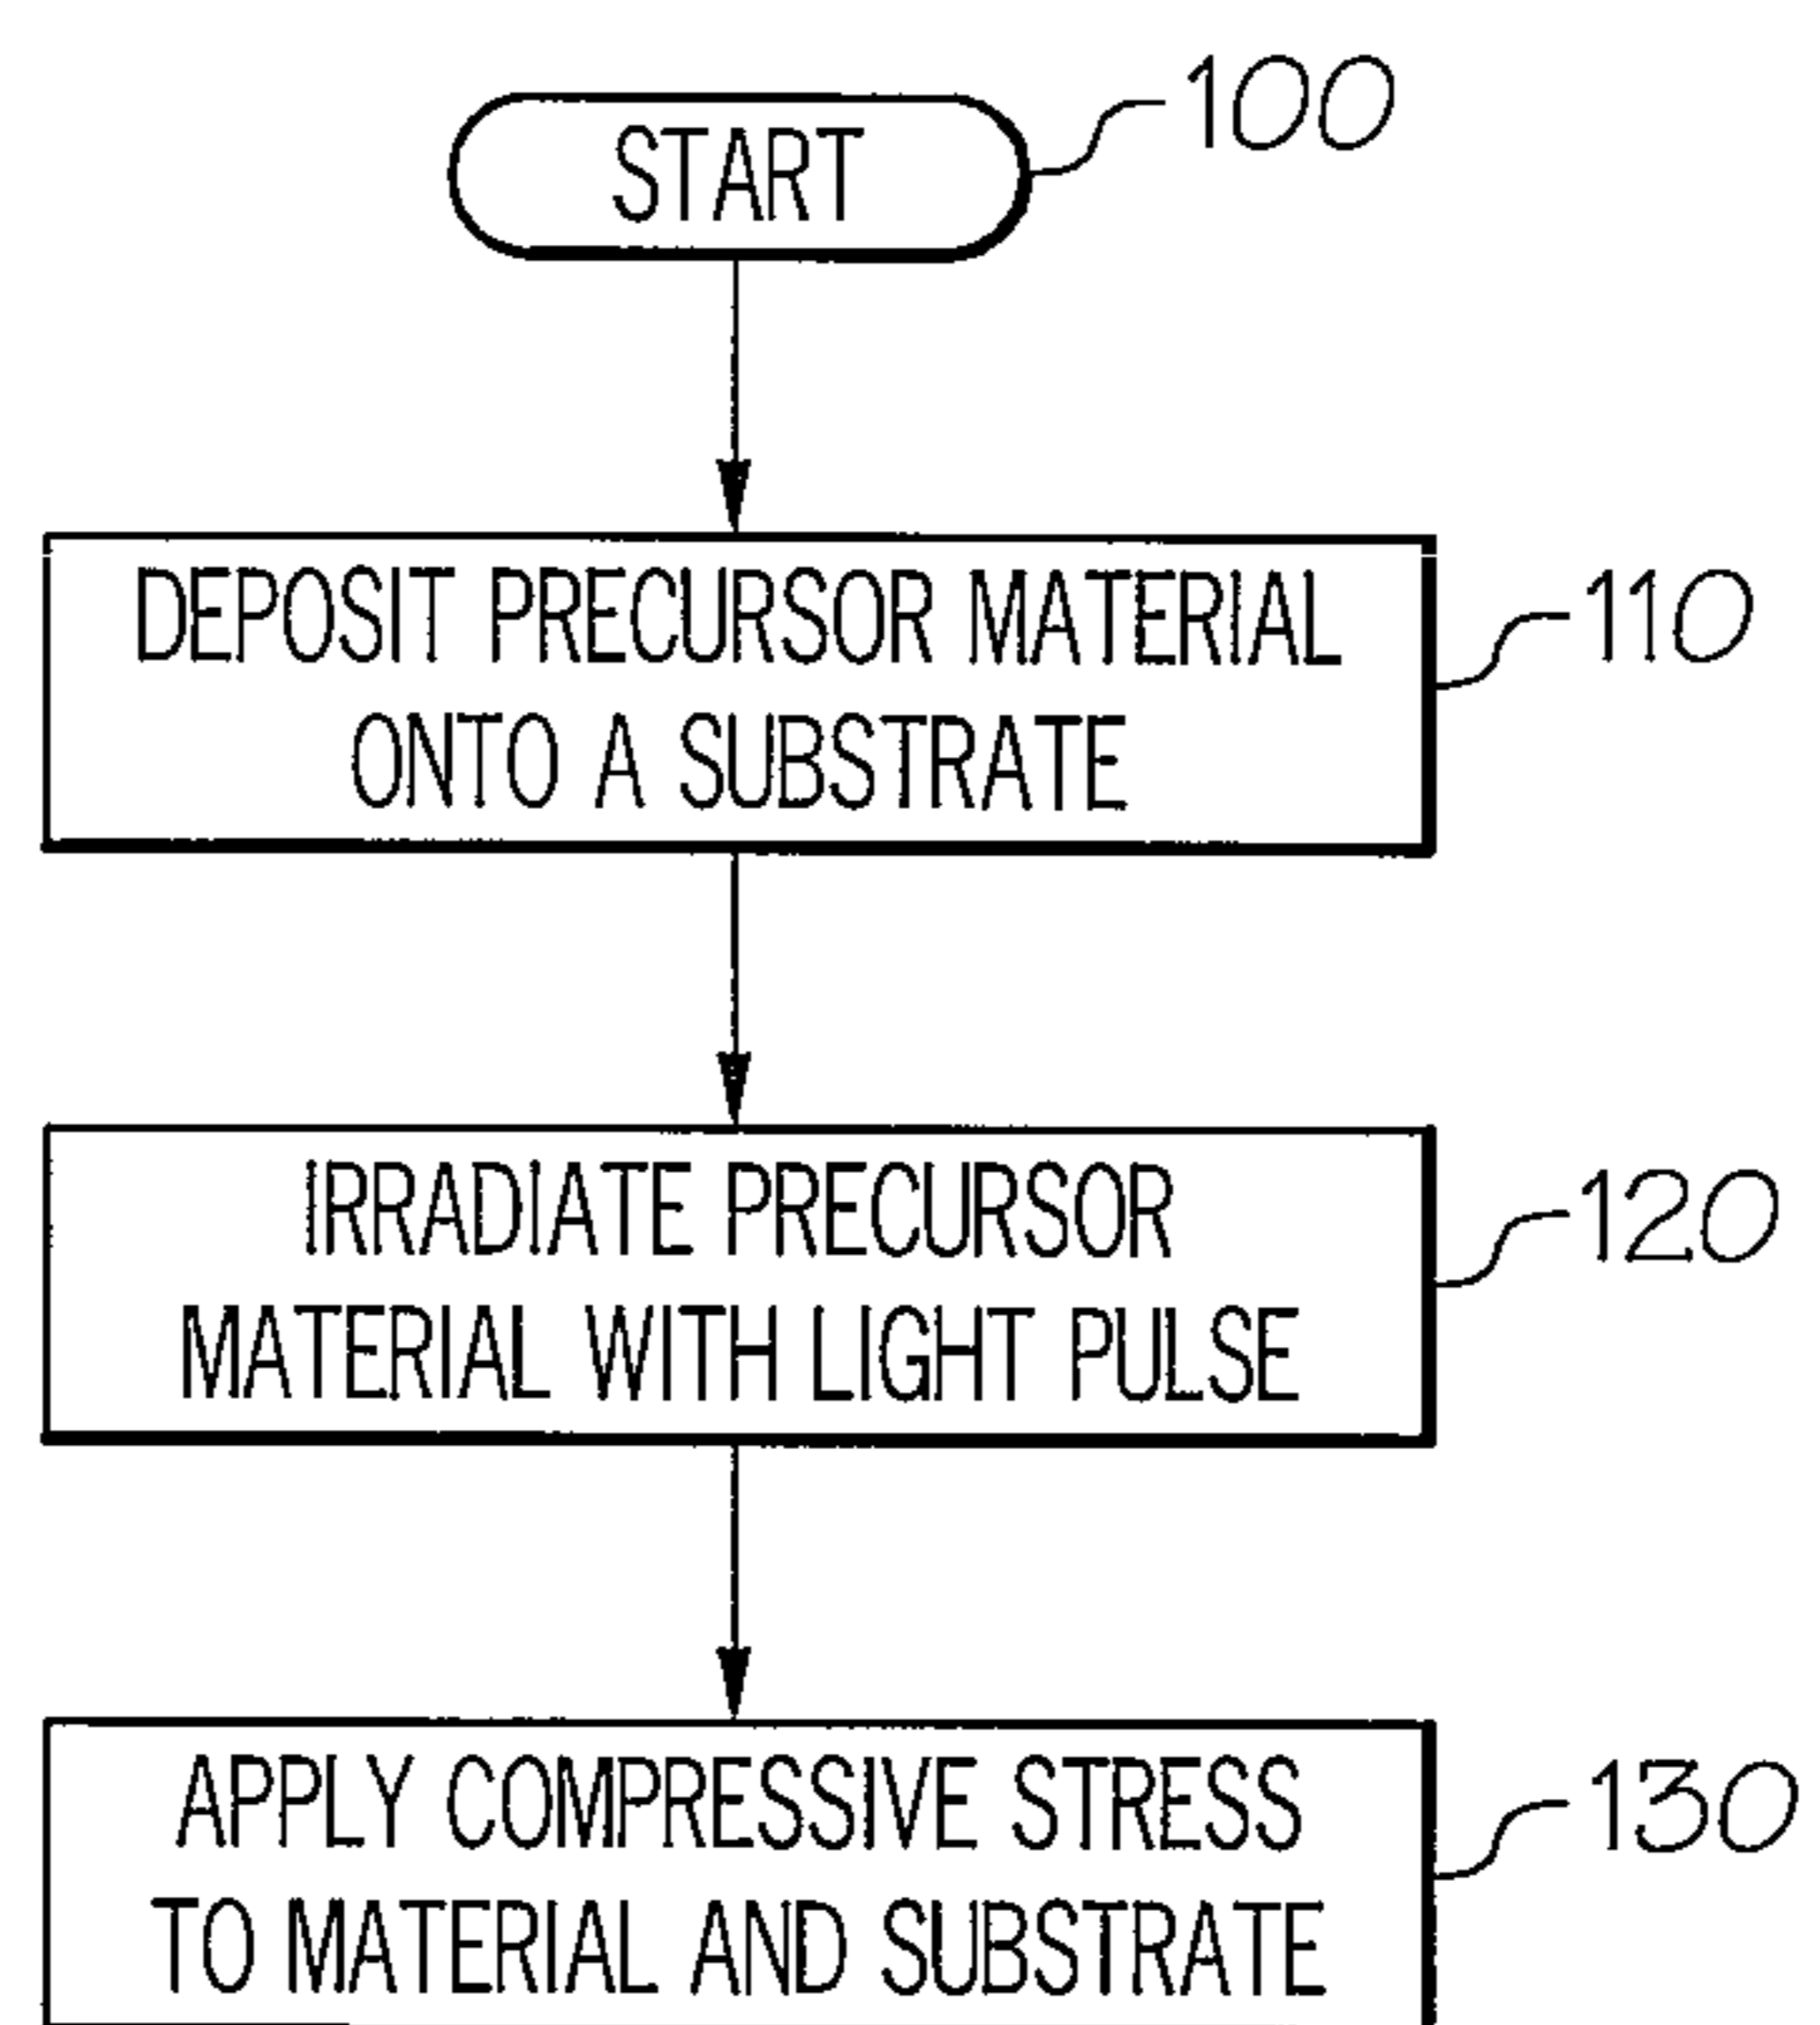 START
100
DEPOSIT PRECURSOR MATERIAL
ONTO A SUBSTRATE
110
IRRADIATE PRECURSOR
MATERIAL WITH LIGHT PULSE
120
APPLY COMPRESSIVE STRESS
TO MATERIAL AND SUBSTRATE
130